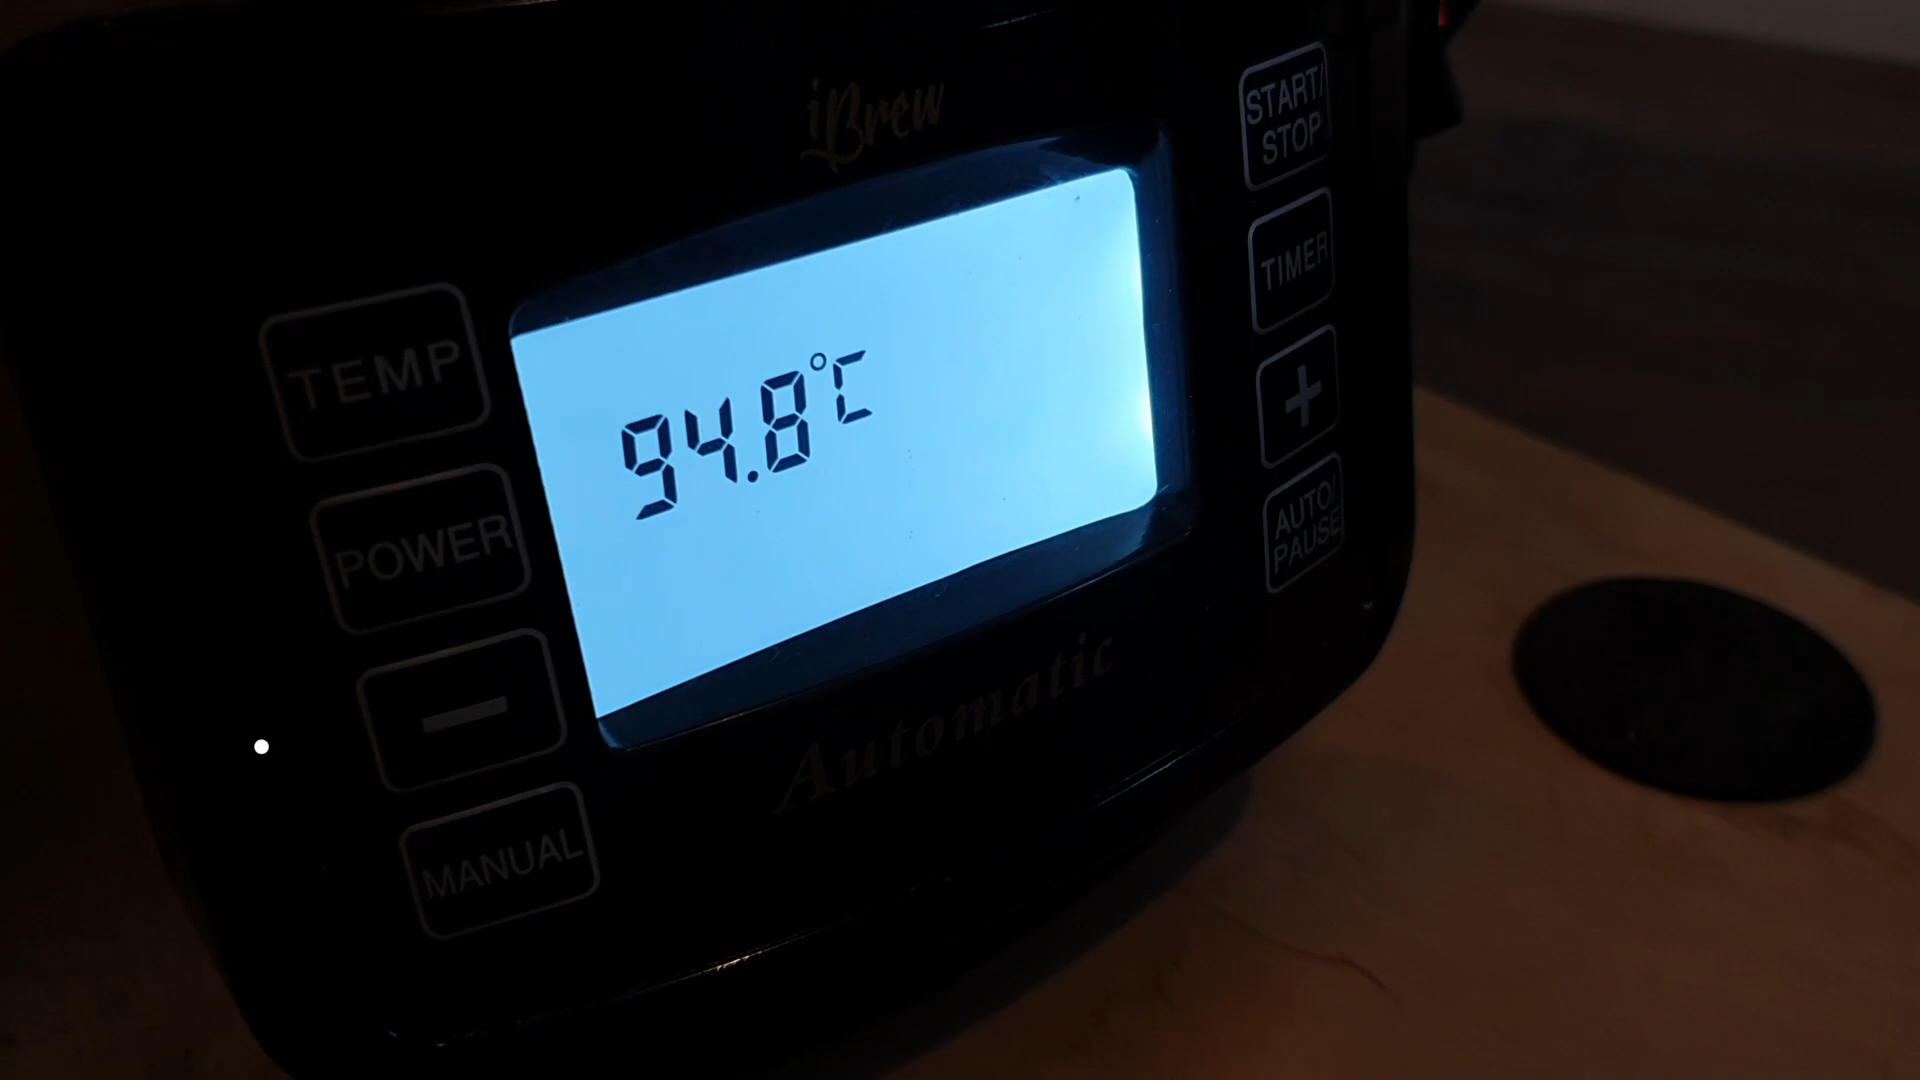 iBrew
START/
STOP
TEMP
TIMER
94.8°C
POWER
+
AUTO/
PAUSE
−
Automatic
MANUAL